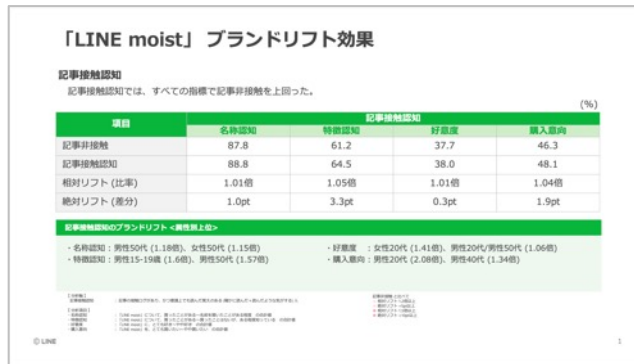 「LINE moist」 ブランドリフト効果
記事接触認知
記事接触認知では、すべての指標で記事非接触を上回った。
(%)
項目 記事接触認知
名称認知 特徴認知 好意度 購入意向
記事非接触 87.8 61.2 37.7 46.3
記事接触認知 88.8 64.5 38.0 48.1
相対リフト (比率) 1.01倍 1.05倍 1.01倍 1.04倍
絶対リフト (差分) 1.0pt 3.3pt 0.3pt 1.9pt
記事接触認知のブランドリフト <属性別上位>
・名称認知 : 男性50代 (1.18倍)、女性50代 (1.15倍)
・特徴認知 : 男性15-19歳 (1.6倍)、男性50代 (1.57倍)
・好意度 : 女性20代 (1.41倍)、男性20代/男性50代 (1.06倍)
・購入意向 : 男性20代 (2.08倍)、男性40代 (1.34倍)
© LINE
1